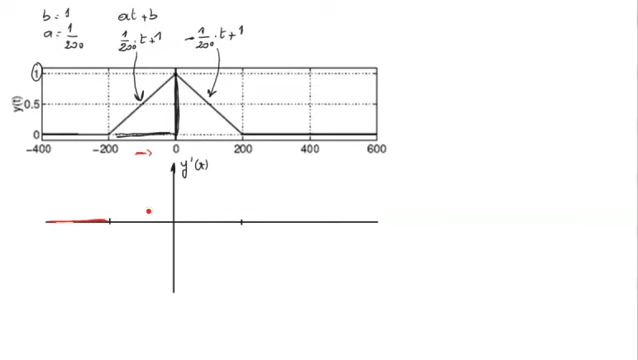 b = 1
at + b
a = 1/200
1/200 · t + 1
- 1/200 · t + 1
1
0.5
0
y(t)
-400 -200 0 200 400 600
y'(t)